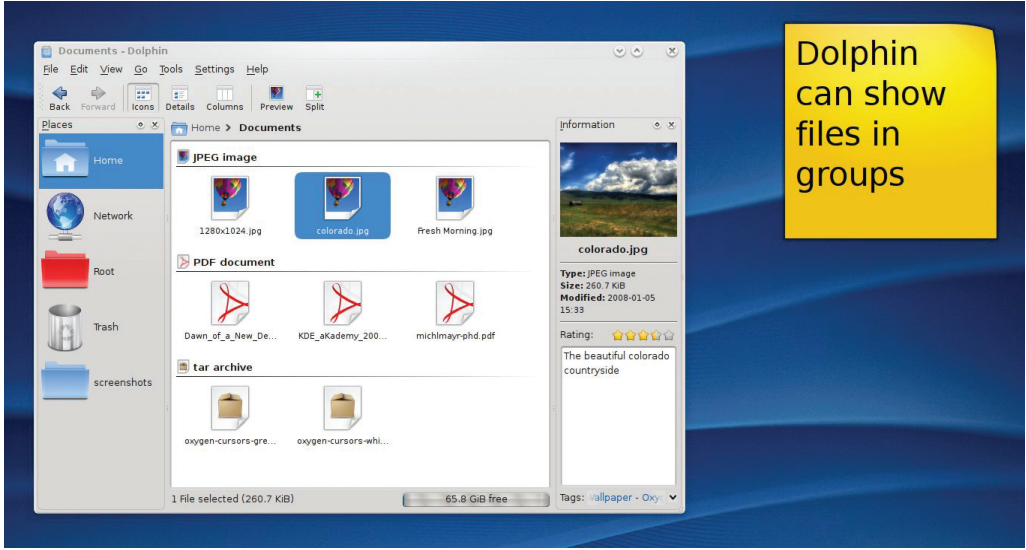 Documents - Dolphin
File Edit View Go Tools Settings Help
Back Forward Icons Details Columns Preview Split
Places
Home
Network
Root
Trash
screenshots
Home > Documents
JPEG image
1280x1024.jpg colorado.jpg Fresh Morning.jpg
PDF document
Dawn_of_a_New_De... KDE_aKademy_200... michlmayr-phd.pdf
tar archive
oxygen-cursors-gre... oxygen-cursors-whi...
1 File selected (260.7 KiB) 65.8 GiB free
Information
colorado.jpg
Type: JPEG image
Size: 260.7 KiB
Modified: 2008-01-05
15:33
Rating:
The beautiful colorado
countryside
Tags: Wallpaper - Oxy
Dolphin
can show
files in
groups